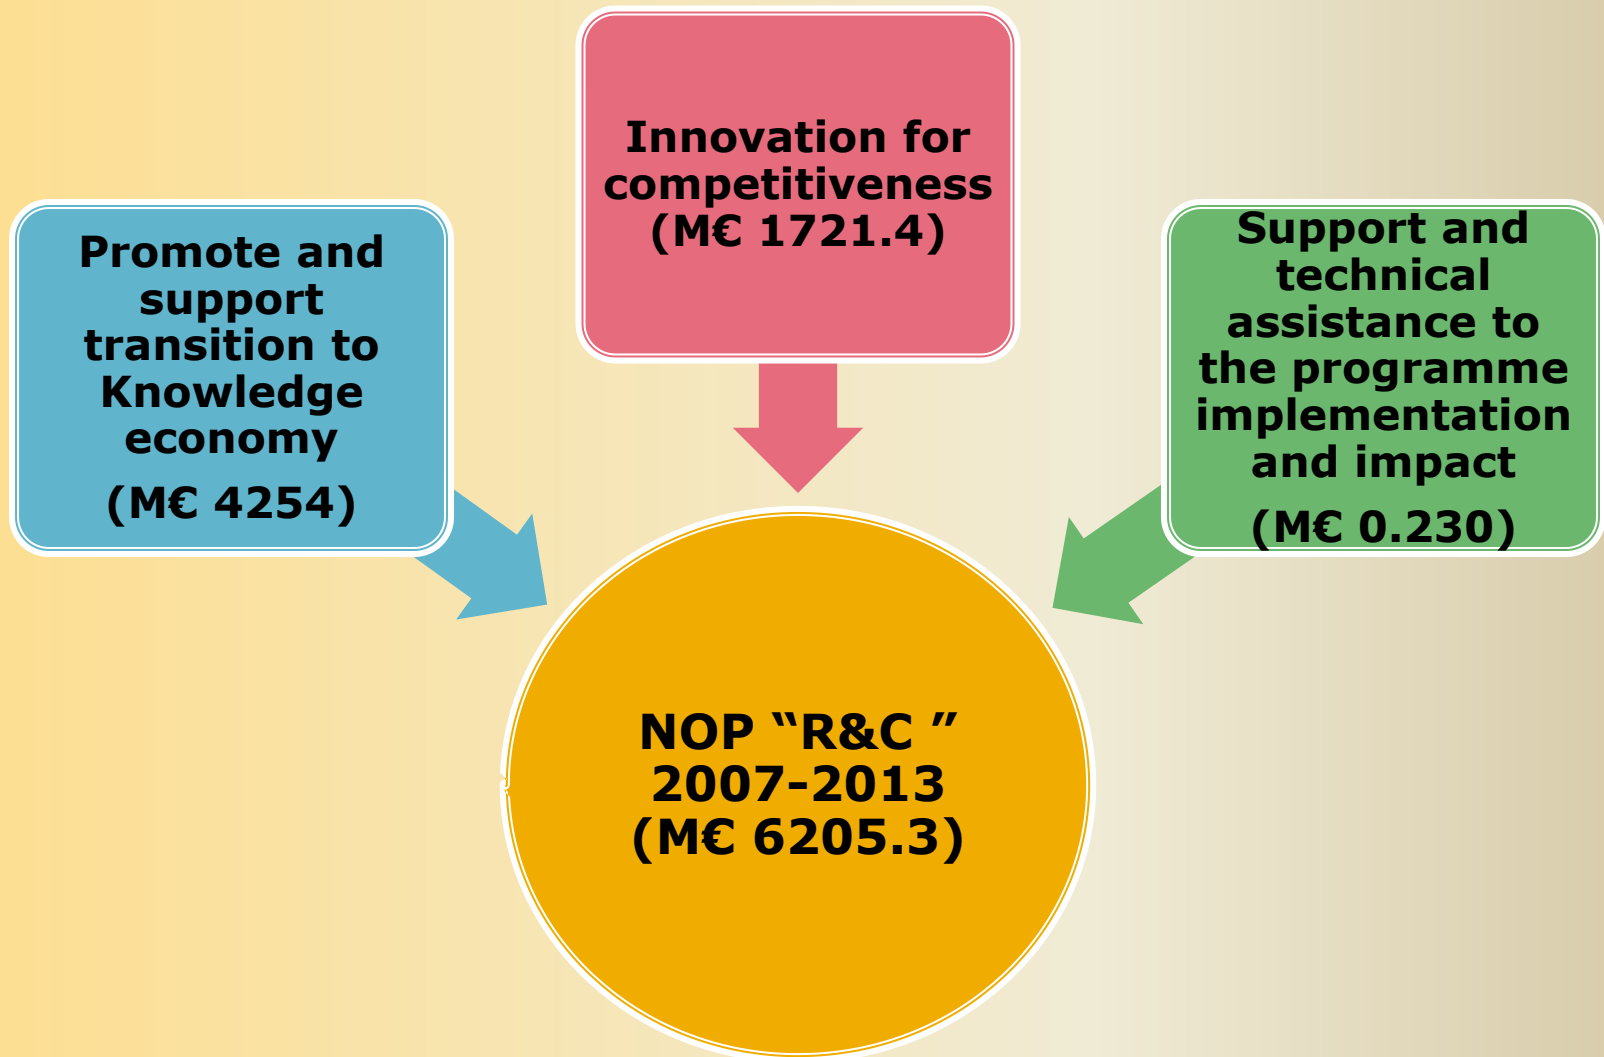 Innovation for
competitiveness
(M€ 1721.4)
Promote and
support
transition to
Knowledge
economy
(M€ 4254)
Support and
technical
assistance to
the programme
implementation
and impact
(M€ 0.230)
NOP “R&C ”
2007–2013
(M€ 6205.3)